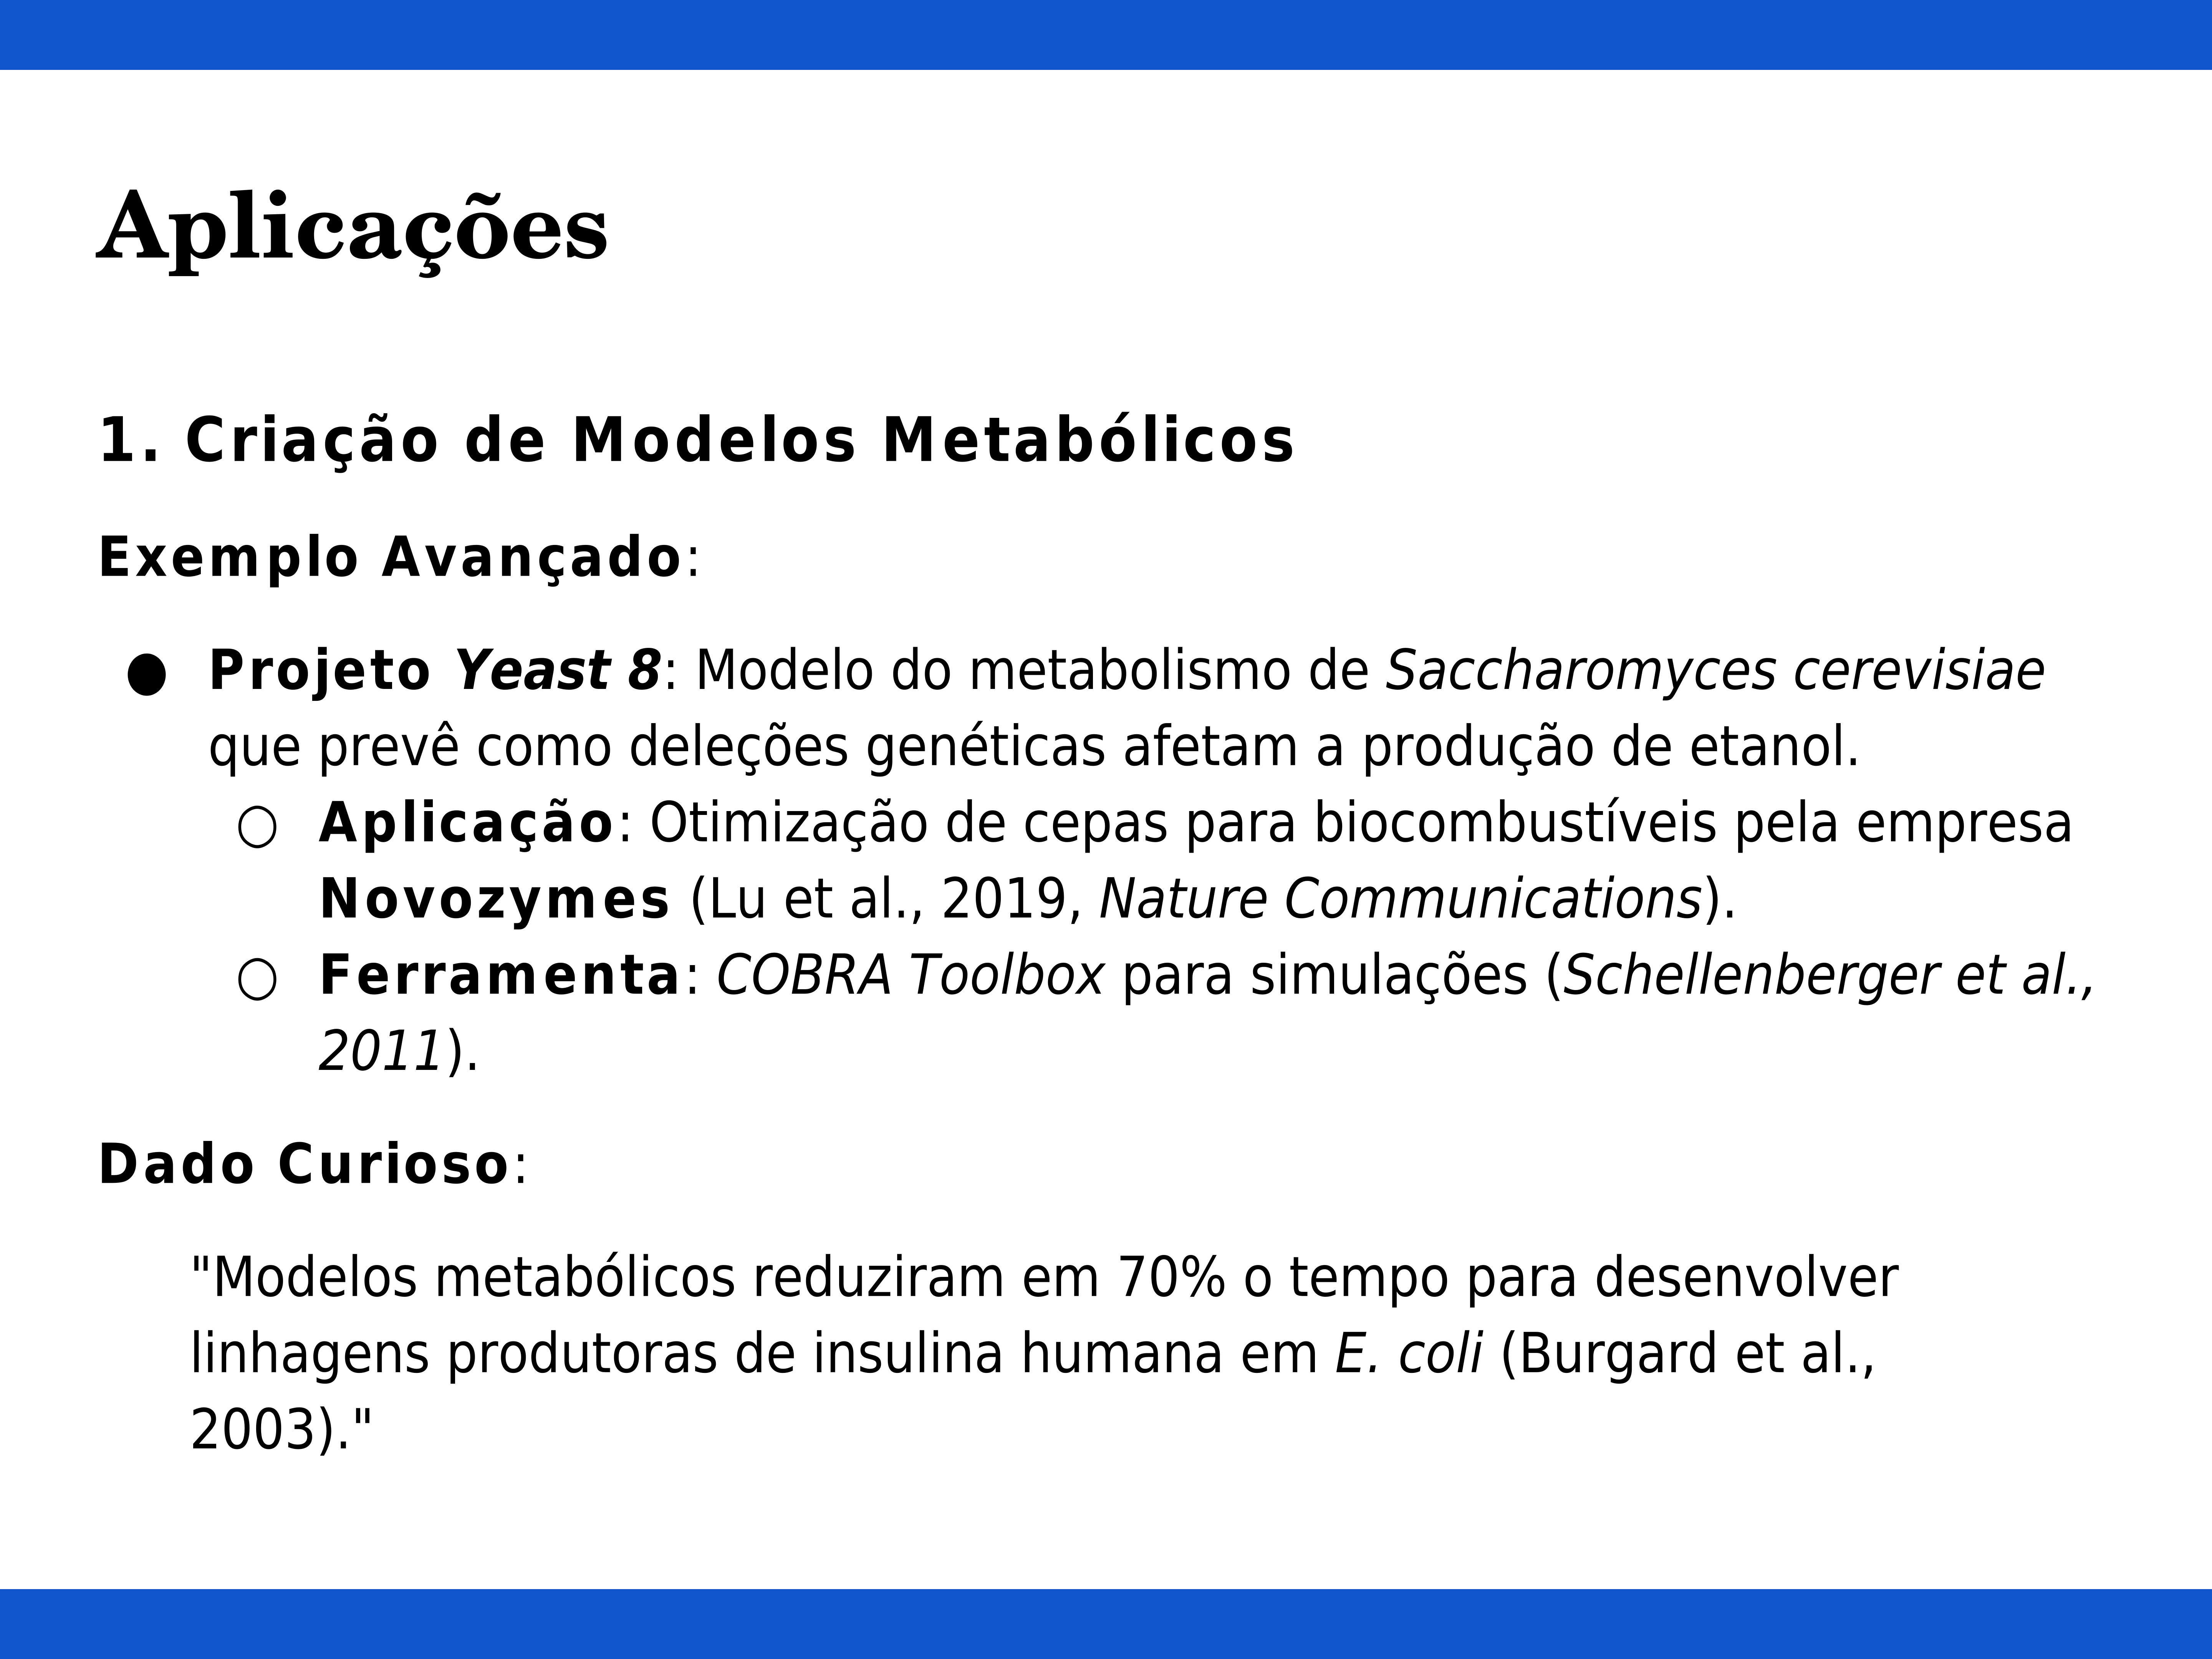 Aplicações
1. Criação de Modelos Metabólicos
Exemplo Avançado:
● Projeto Yeast 8: Modelo do metabolismo de Saccharomyces cerevisiae
que prevê como deleções genéticas afetam a produção de etanol.
○ Aplicação: Otimização de cepas para biocombustíveis pela empresa
Novozymes (Lu et al., 2019, Nature Communications).
○ Ferramenta: COBRA Toolbox para simulações (Schellenberger et al.,
2011).
Dado Curioso:
"Modelos metabólicos reduziram em 70% o tempo para desenvolver
linhagens produtoras de insulina humana em E. coli (Burgard et al.,
2003)."